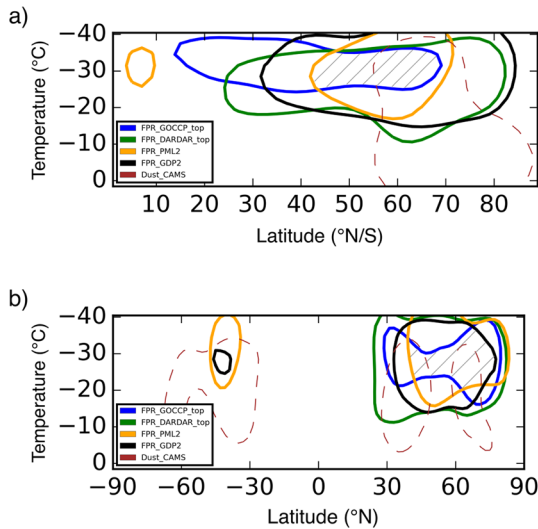 a)
Temperature (°C)
−40
−30
−20
−10
0
FPR_GOCCP_top
FPR_DARDAR_top
FPR_PML2
FPR_GDP2
Dust_CAMS
10 20 30 40 50 60 70 80
Latitude (°N/S)
b)
Temperature (°C)
−40
−30
−20
−10
0
FPR_GOCCP_top
FPR_DARDAR_top
FPR_PML2
FPR_GDP2
Dust_CAMS
−90 −60 −30 0 30 60 90
Latitude (°N)